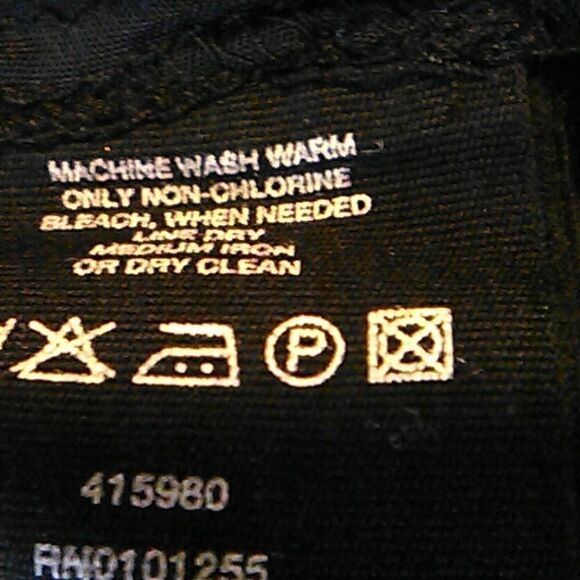 MACHINE WASH WARM
ONLY NON-CHLORINE
BLEACH, WHEN NEEDED
LINE DRY
MEDIUM IRON
OR DRY CLEAN
P
415980
RN0101255